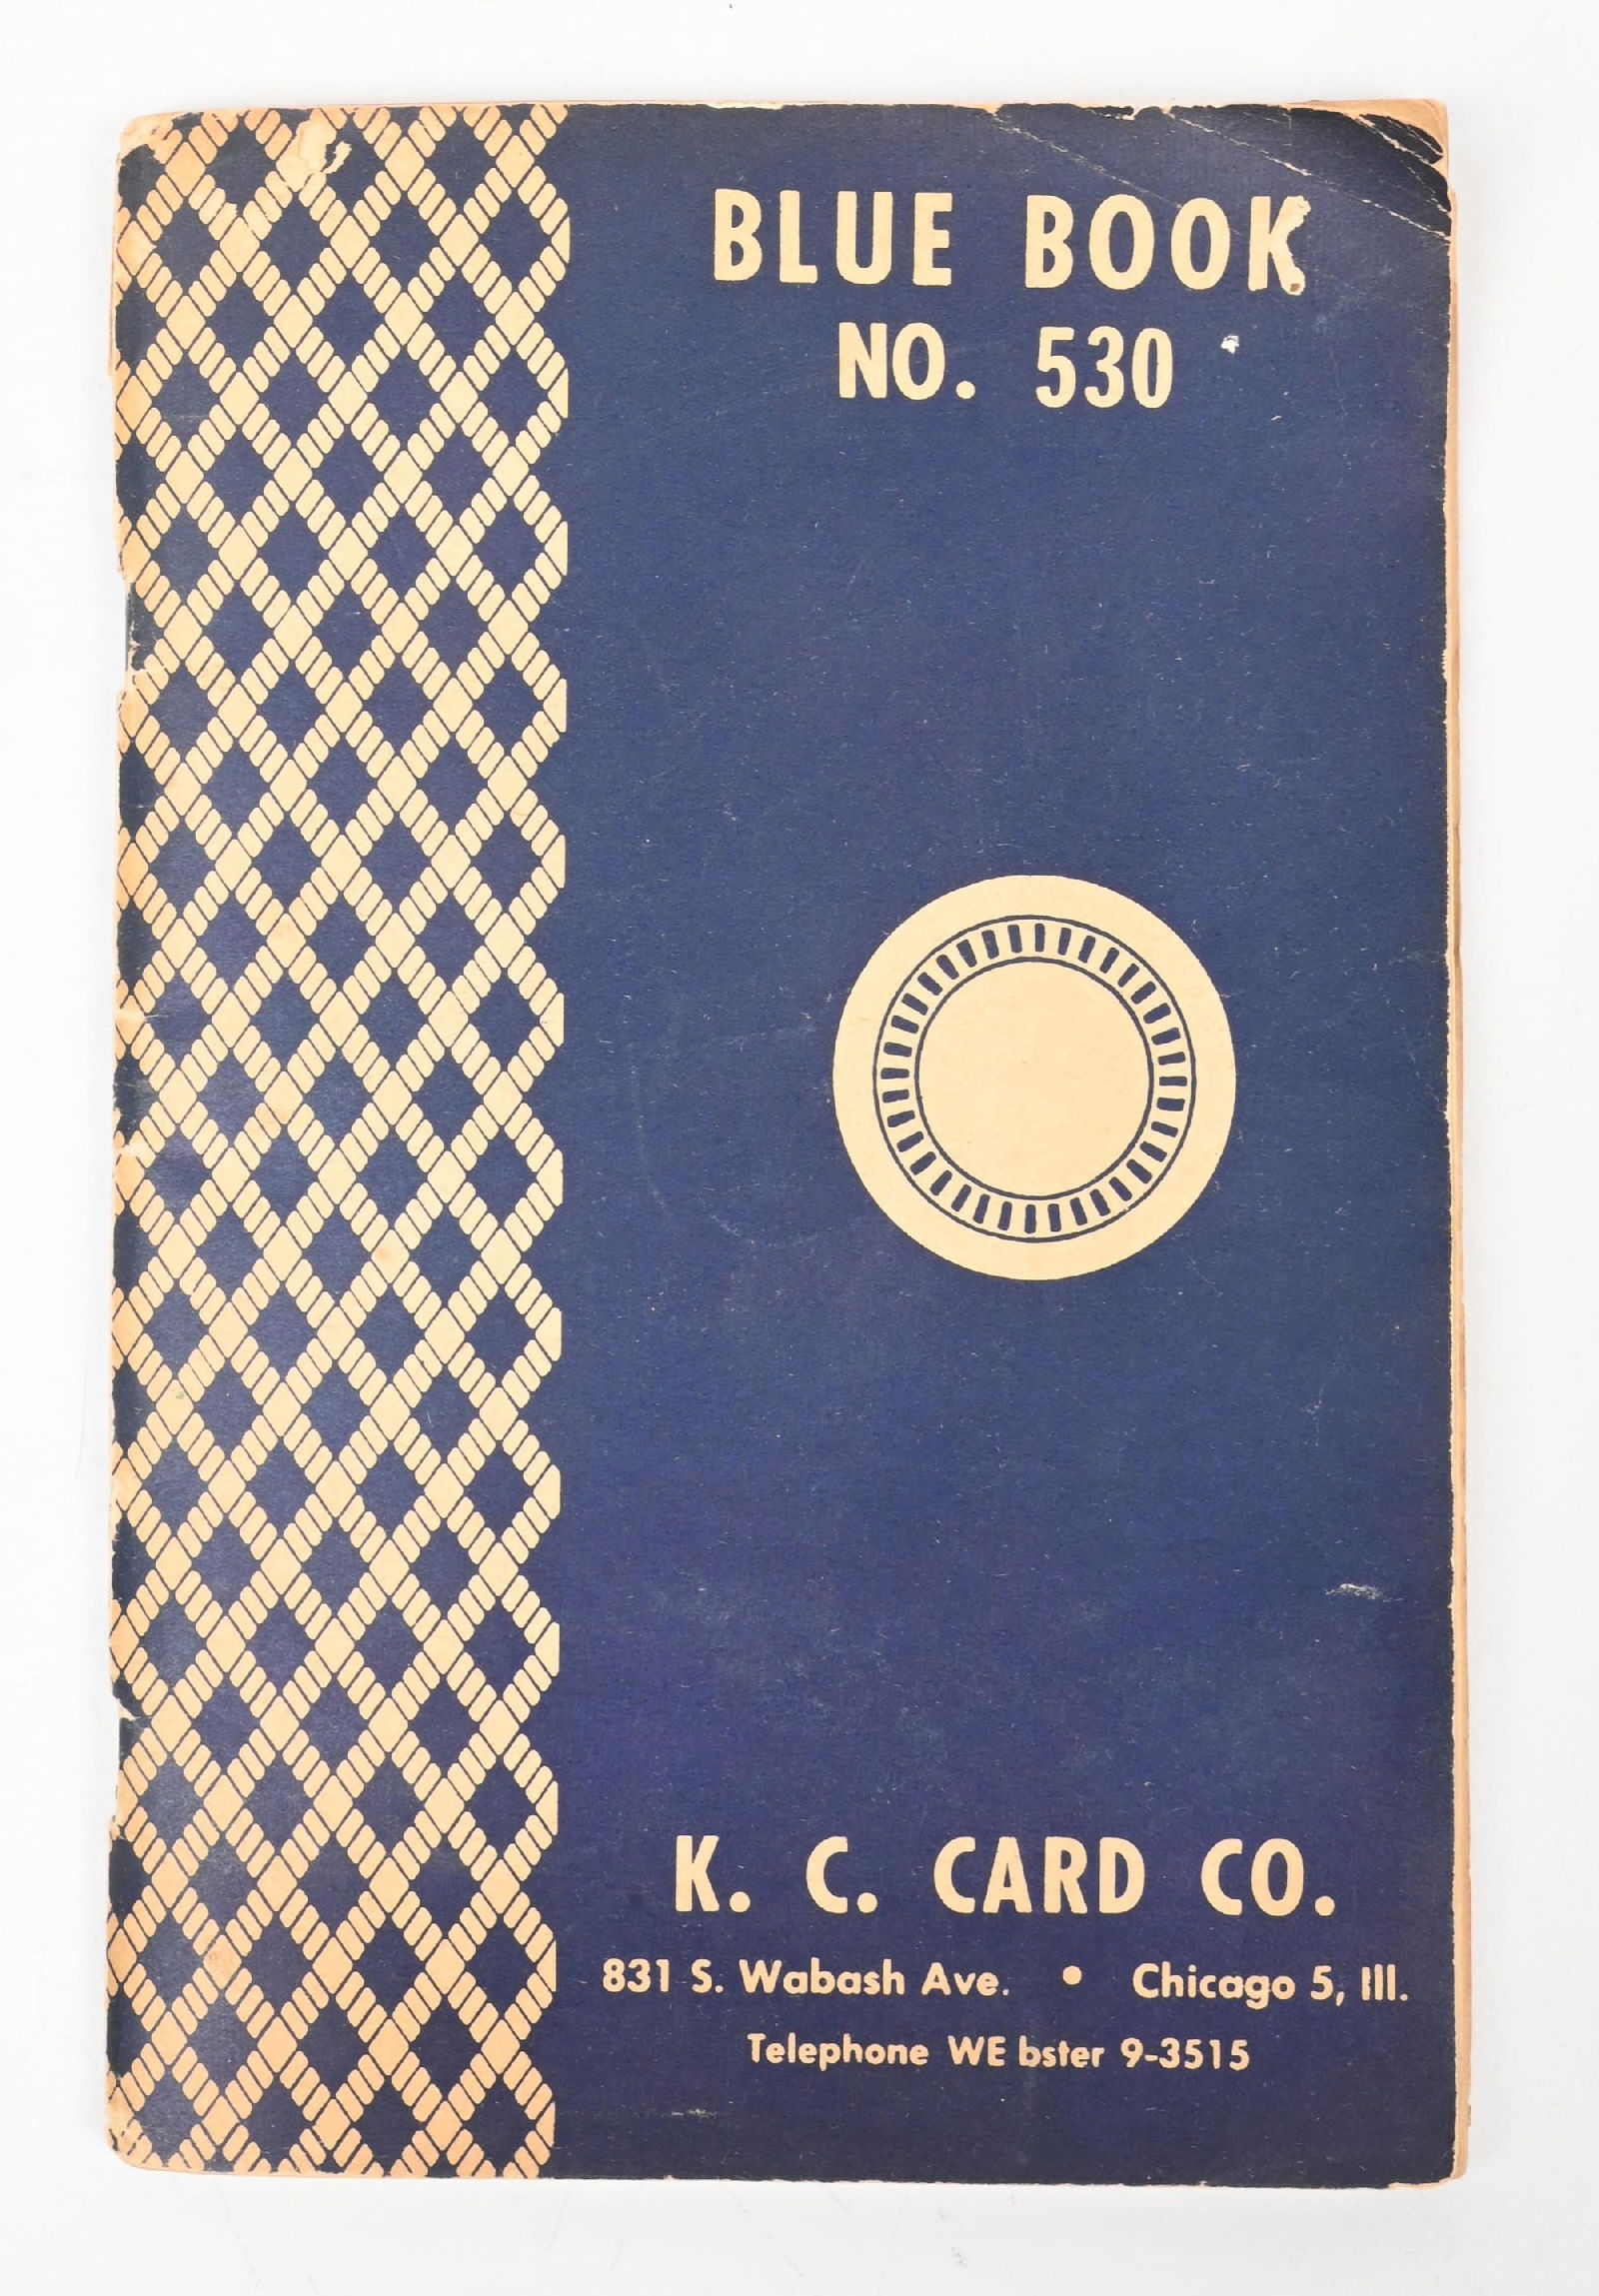 BLUE BOOK
NO. 530
K. C. CARD CO.
831 S. Wabash Ave. • Chicago 5, Ill.
Telephone WE bster 9-3515